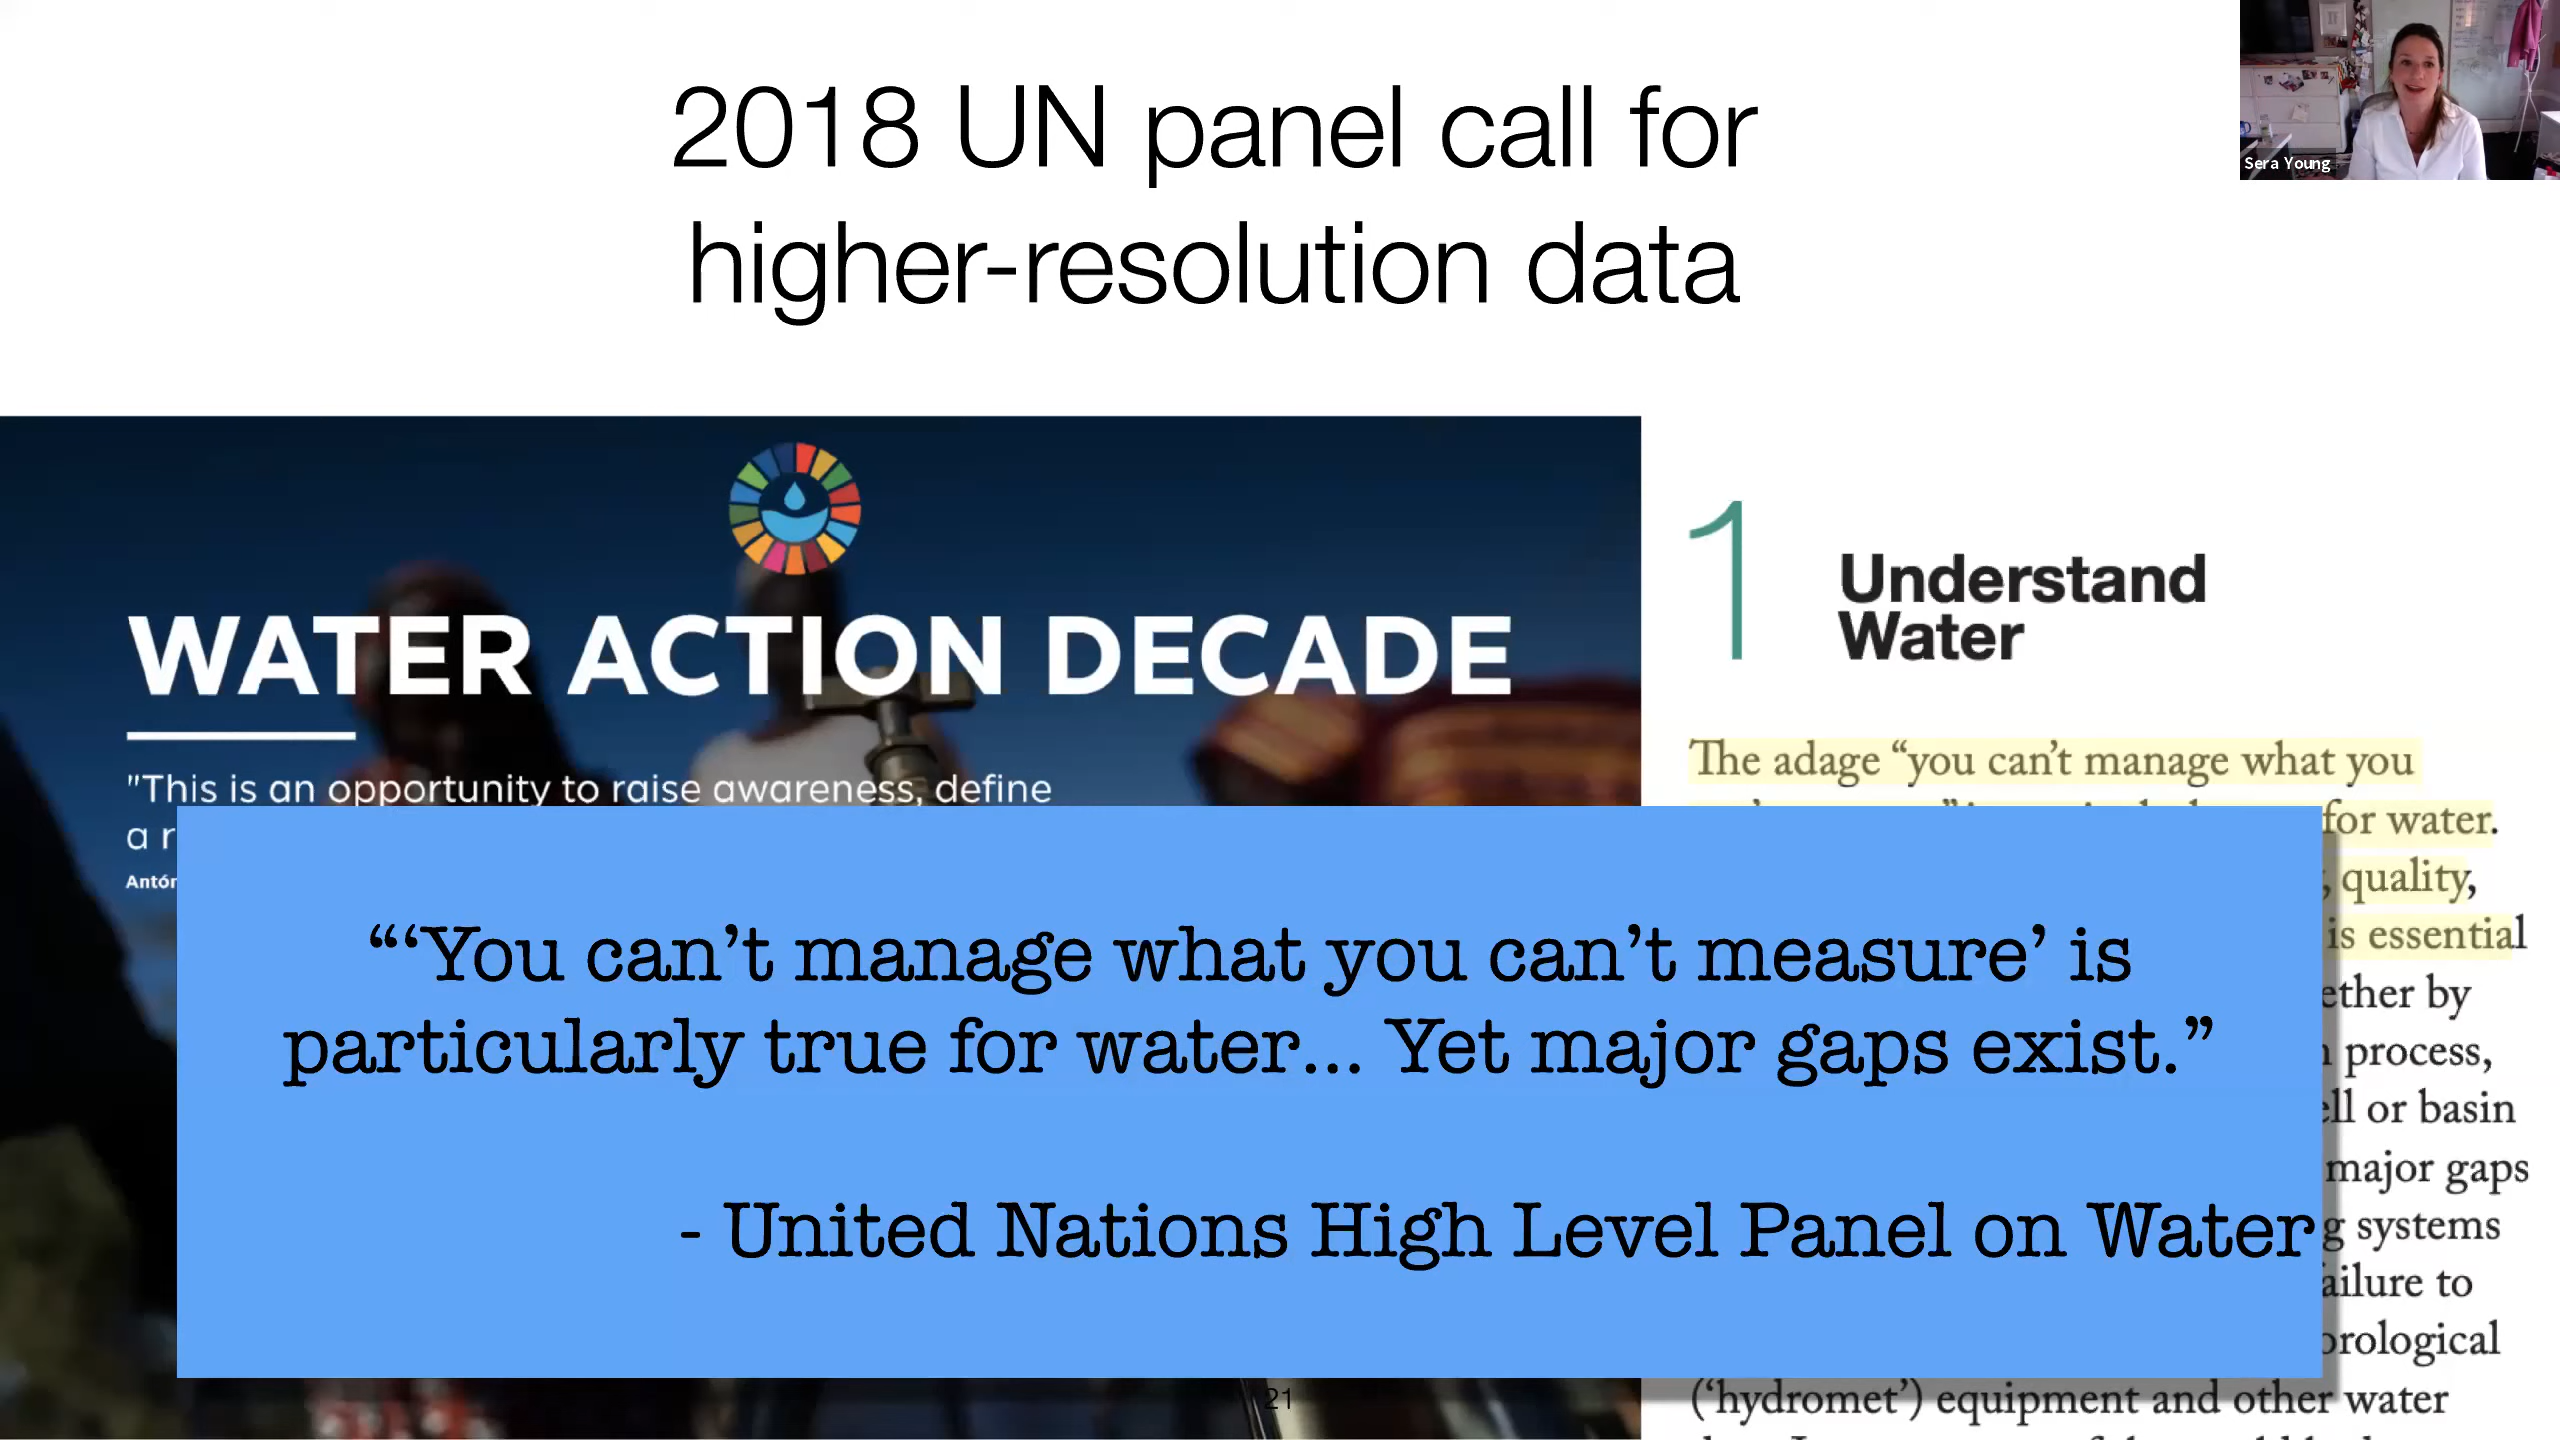 2018 UN panel call for
higher-resolution data
Sera Young
WATER ACTION DECADE
"This is an opportunity to raise awareness, define
a r
Antón
1
Understand
Water
The adage “you can’t manage what you
for water.
, quality,
is essential
ether by
process,
ell or basin
major gaps
g systems
ailure to
orological
(‘hydromet’) equipment and other water
“‘You can’t manage what you can’t measure’ is
particularly true for water... Yet major gaps exist.”
- United Nations High Level Panel on Water
21